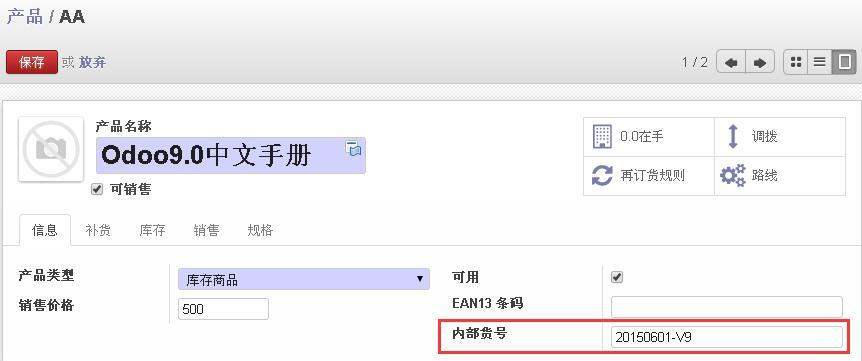 产品 / AA
保存 或 放弃
1 / 2
产品名称
Odoo9.0中文手册
可销售
0.0在手
调拨
再订货规则
路线
信息 补货 库存 销售 规格
产品类型 库存商品
可用
销售价格 500
EAN13 条码
内部货号 20150601-V9